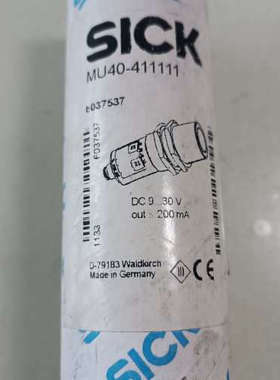 SICK
MU40-411111
6037537
6037537
1133
DC 9...30 V
out ≤ 200 mA
D-79183 Waldkirch
Made in Germany
III
CE
SICK